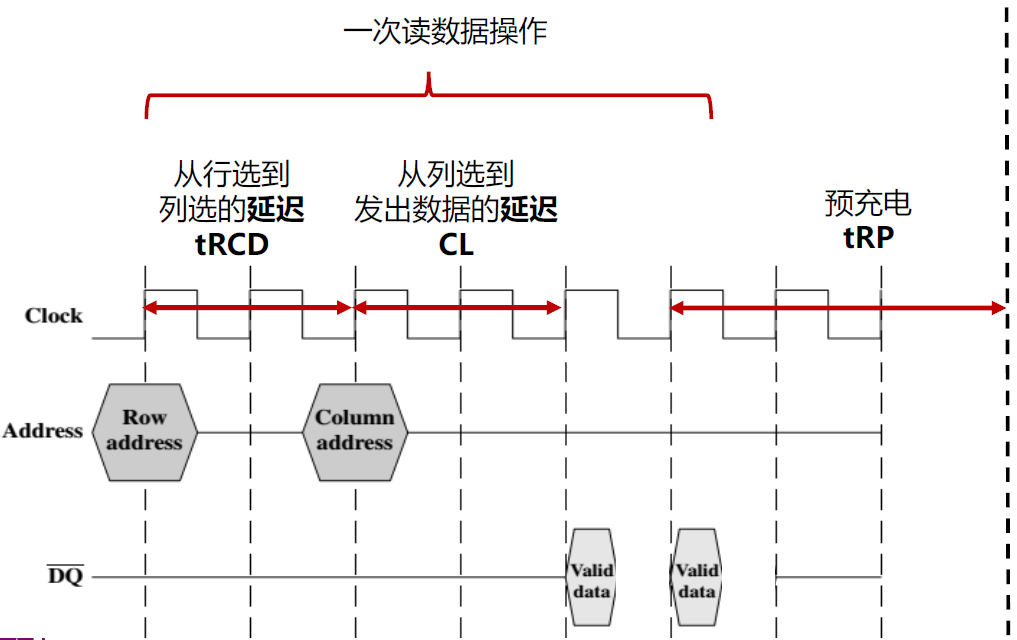 一次读数据操作
从行选到
列选的延迟
tRCD
从列选到
发出数据的延迟
CL
预充电
tRP
Clock
Address
Row
address
Column
address
DQ
Valid
data
Valid
data